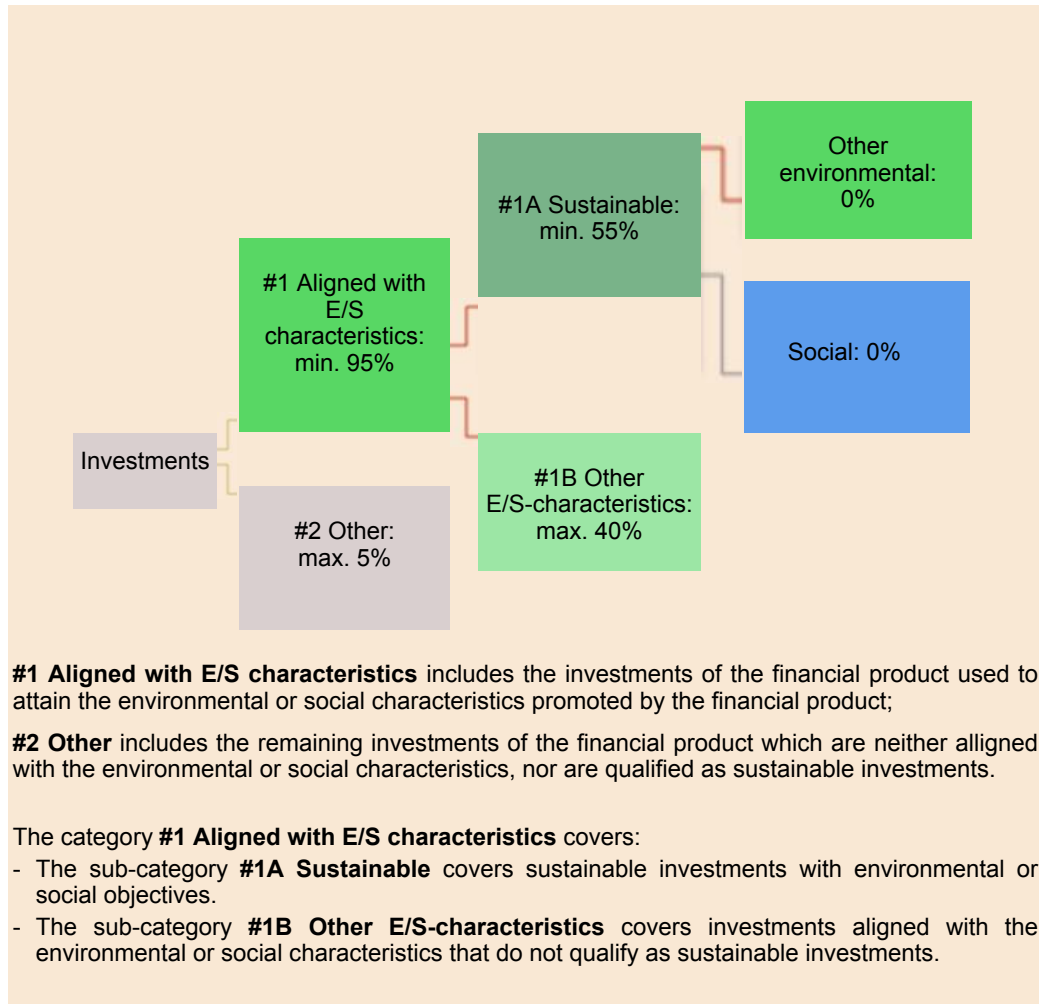 Other
environmental:
0%
#1A Sustainable:
min. 55%
#1 Aligned with
E/S
characteristics:
min. 95%
Social: 0%
Investments
#1B Other
E/S-characteristics:
max. 40%
#2 Other:
max. 5%
#1 Aligned with E/S characteristics includes the investments of the financial product used to
attain the environmental or social characteristics promoted by the financial product;
#2 Other includes the remaining investments of the financial product which are neither alligned
with the environmental or social characteristics, nor are qualified as sustainable investments.
The category #1 Aligned with E/S characteristics covers:
- The sub-category #1A Sustainable covers sustainable investments with environmental or
social objectives.
- The sub-category #1B Other E/S-characteristics covers investments aligned with the
environmental or social characteristics that do not qualify as sustainable investments.